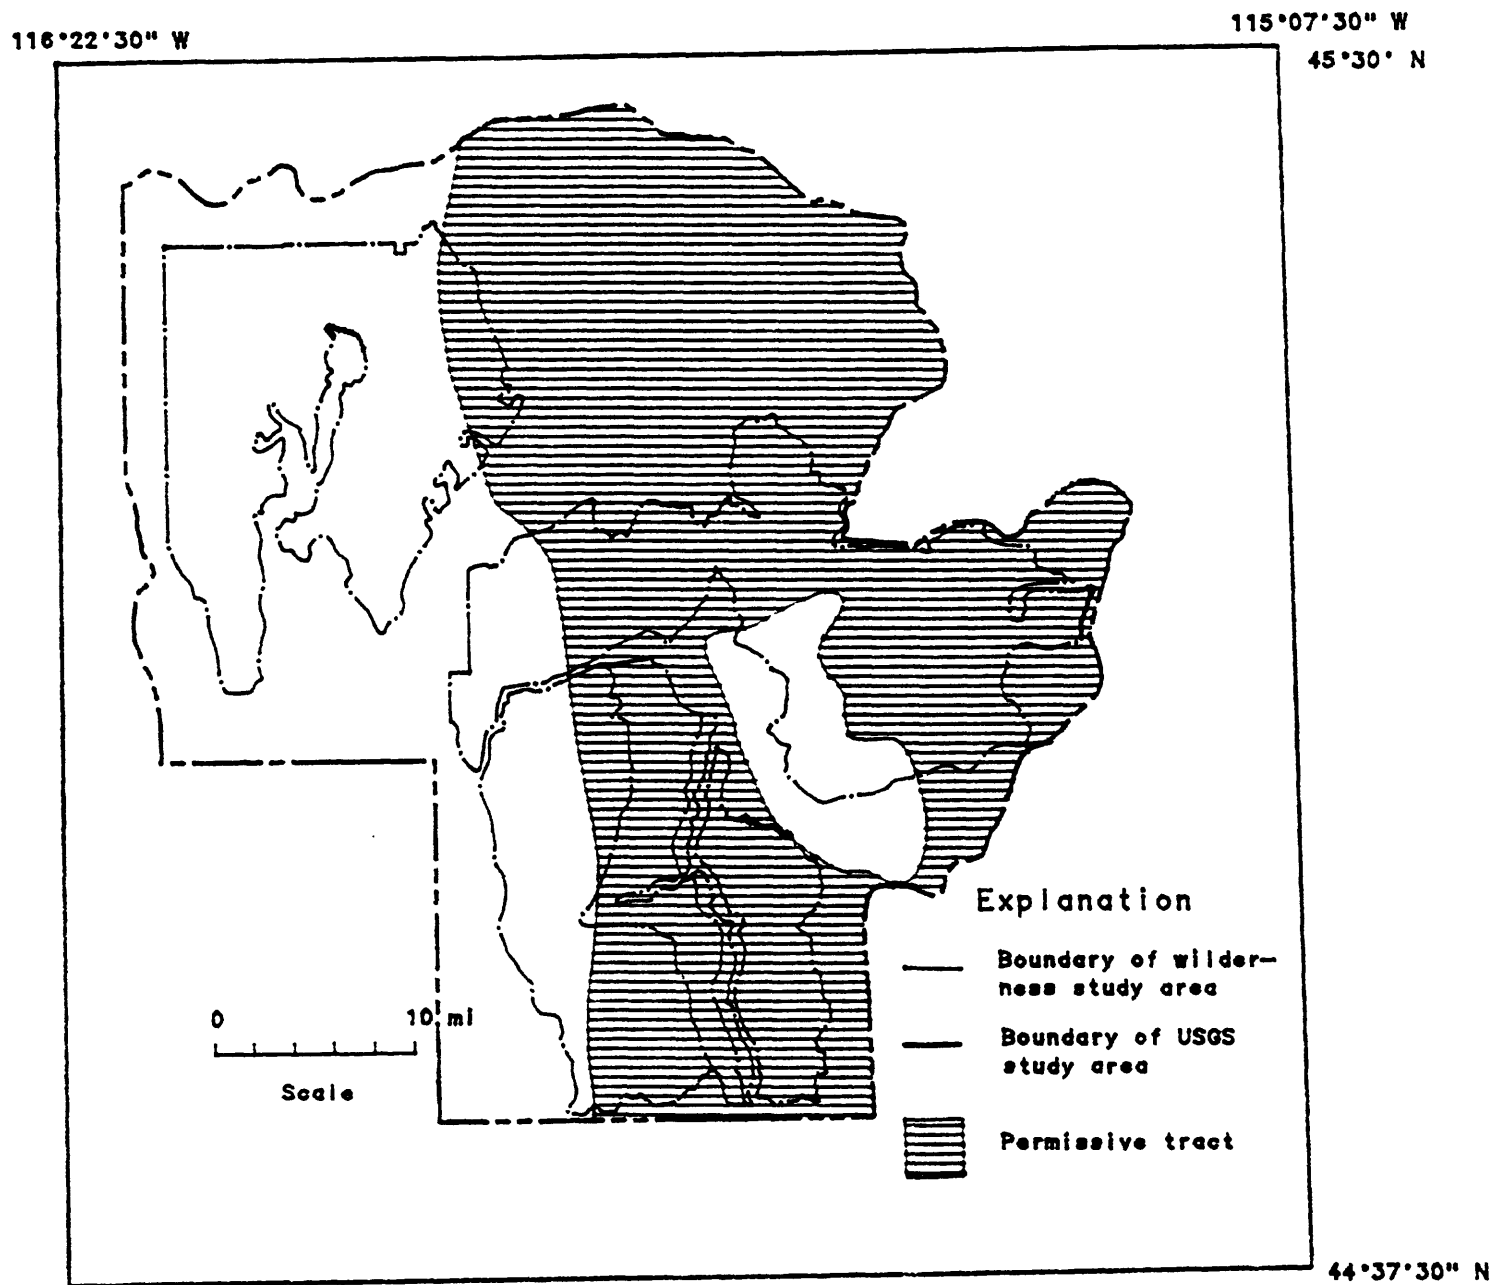 116°22'30" W
115°07'30" W
45°30' N
Explanation
Boundary of wilder-
ness study area
Boundary of USGS
study area
Permissive tract
0 10 mi
Scale
44°37'30" N